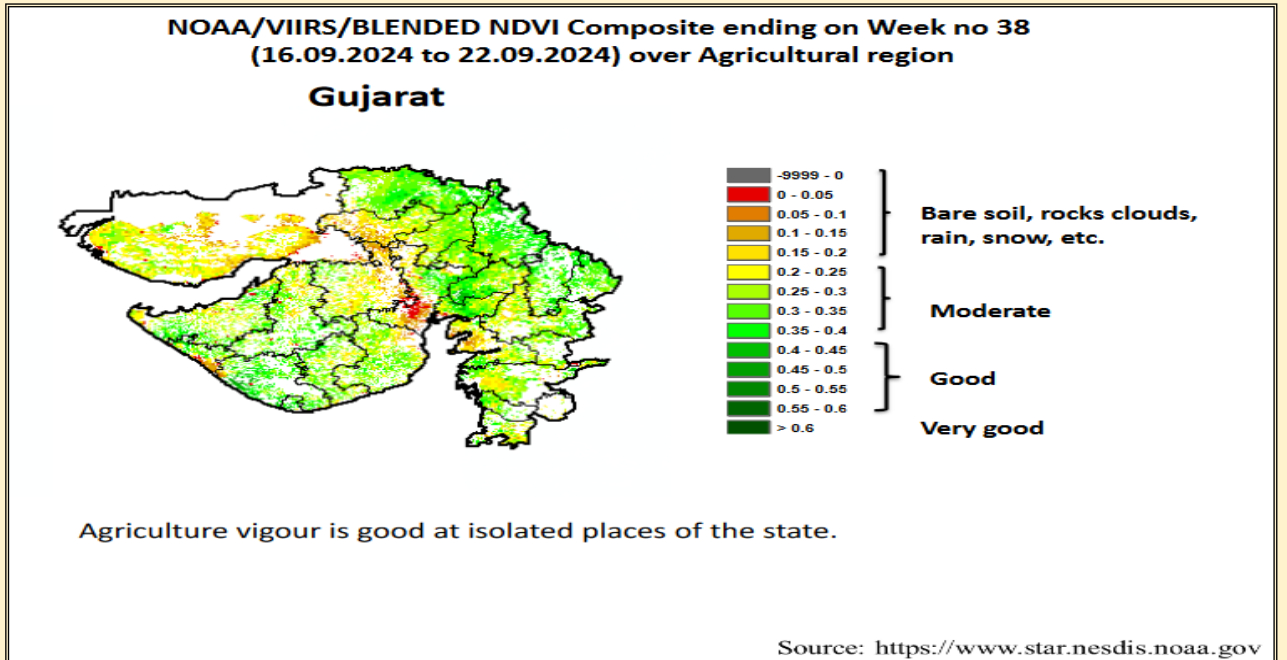 NOAA/VIIRS/BLENDED NDVI Composite ending on Week no 38
(16.09.2024 to 22.09.2024) over Agricultural region
Gujarat
-9999 - 0
0 - 0.05
0.05 - 0.1
0.1 - 0.15
0.15 - 0.2
0.2 - 0.25
0.25 - 0.3
0.3 - 0.35
0.35 - 0.4
0.4 - 0.45
0.45 - 0.5
0.5 - 0.55
0.55 - 0.6
> 0.6
Bare soil, rocks clouds,
rain, snow, etc.
Moderate
Good
Very good
Agriculture vigour is good at isolated places of the state.
Source: https://www.star.nesdis.noaa.gov